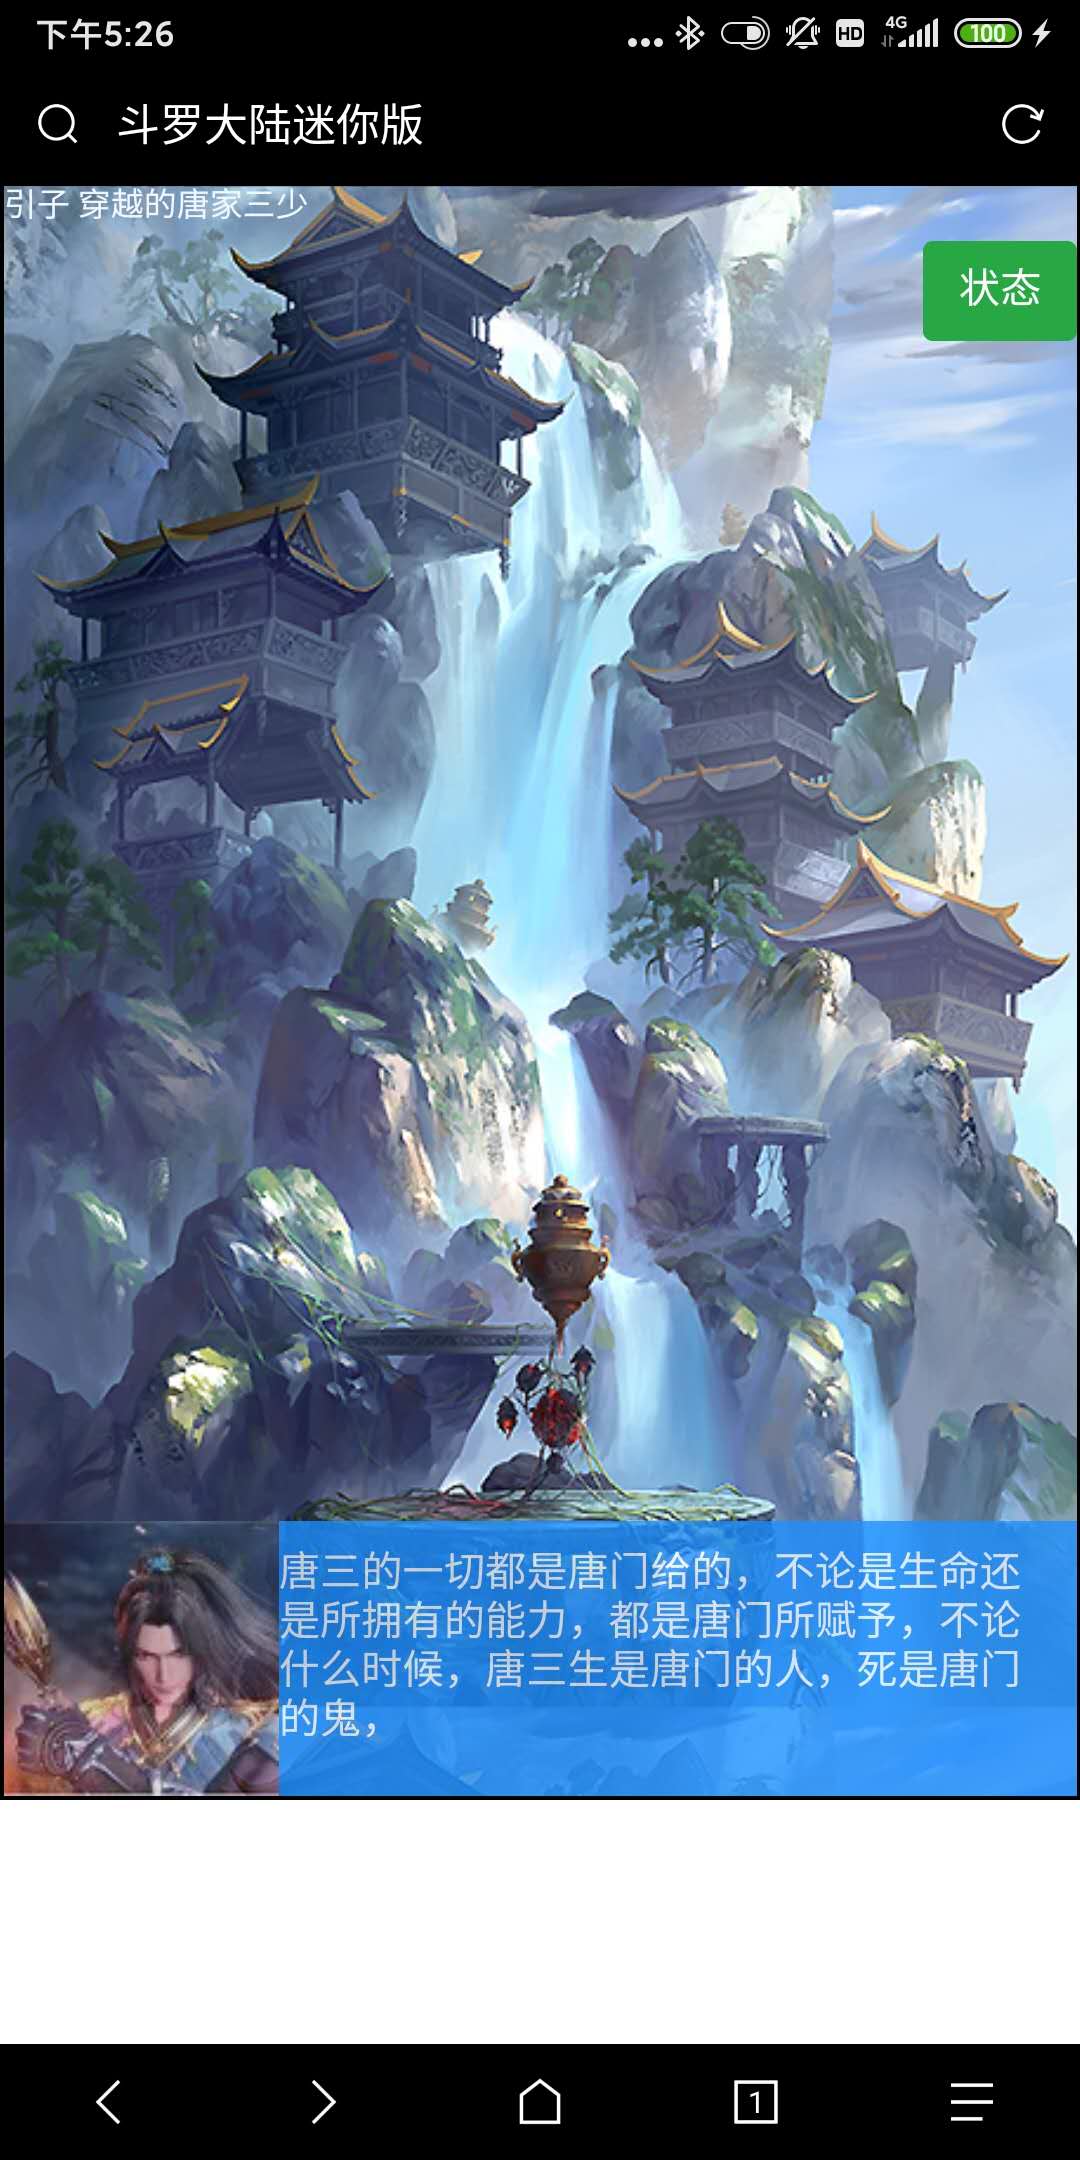 下午5:26
HD
4G
100
斗罗大陆迷你版
引子 穿越的唐家三少
状态
唐三的一切都是唐门给的，不论是生命还
是所拥有的能力，都是唐门所赋予，不论
什么时候，唐三生是唐门的人，死是唐门
的鬼，
1